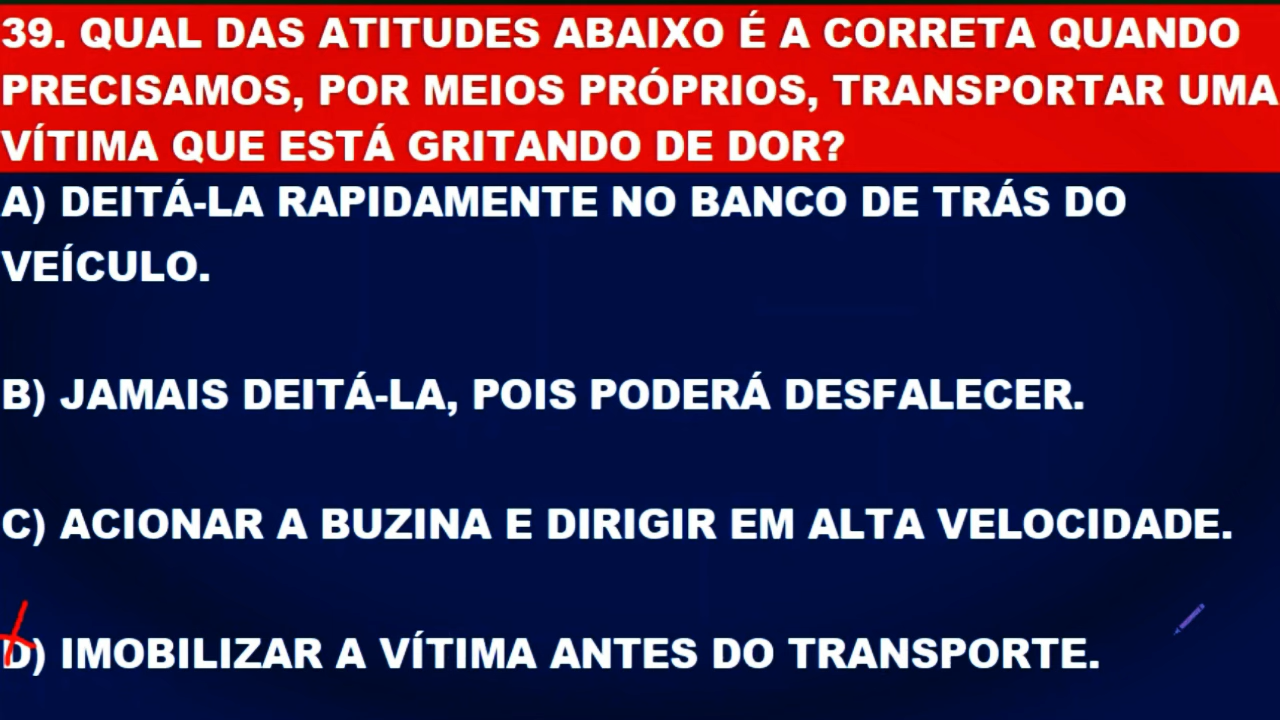 39. QUAL DAS ATITUDES ABAIXO É A CORRETA QUANDO
PRECISAMOS, POR MEIOS PRÓPRIOS, TRANSPORTAR UMA
VÍTIMA QUE ESTÁ GRITANDO DE DOR?
A) DEITÁ-LA RAPIDAMENTE NO BANCO DE TRÁS DO
VEÍCULO.
B) JAMAIS DEITÁ-LA, POIS PODERÁ DESFALECER.
C) ACIONAR A BUZINA E DIRIGIR EM ALTA VELOCIDADE.
D) IMOBILIZAR A VÍTIMA ANTES DO TRANSPORTE.